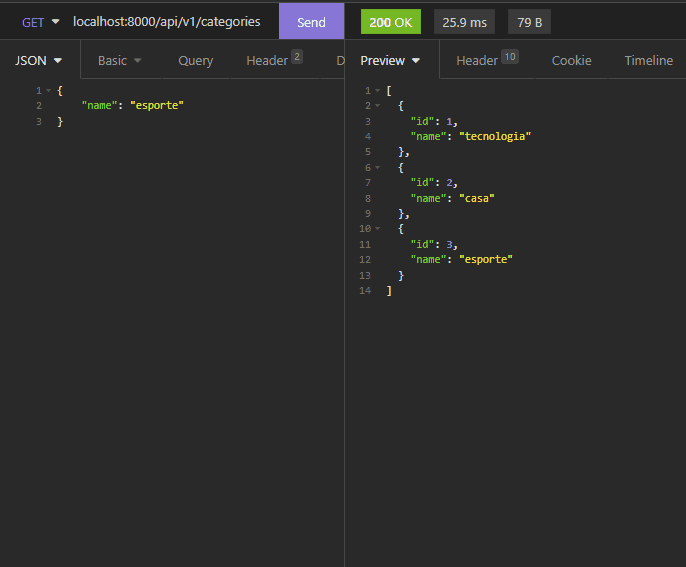 GET localhost:8000/api/v1/categories Send 200 OK 25.9 ms 79 B
JSON Basic Query Header 2 D Preview Header 10 Cookie Timeline
1 {
2 "name": "esporte"
3 }
1 [
2 {
3 "id": 1,
4 "name": "tecnologia"
5 },
6 {
7 "id": 2,
8 "name": "casa"
9 },
10 {
11 "id": 3,
12 "name": "esporte"
13 }
14 ]